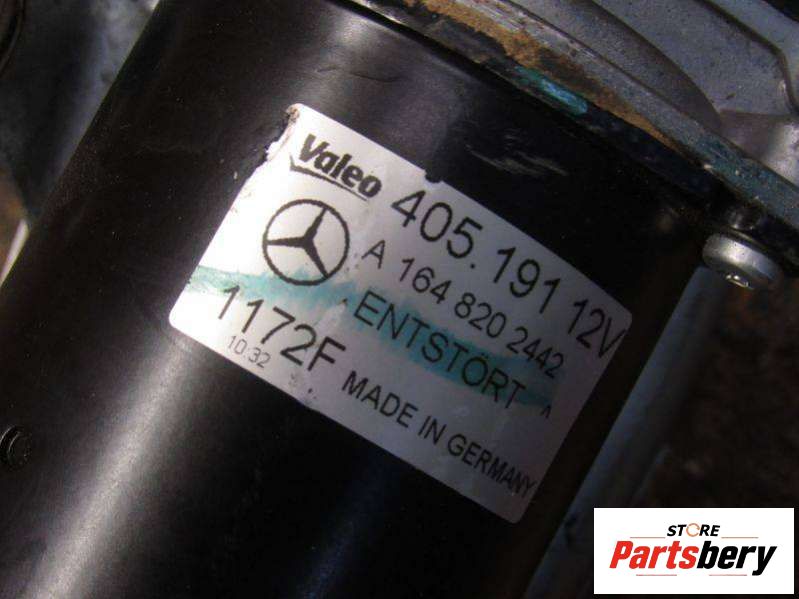 Valeo 405.191 12V
A 164 820 2442
ENTSTÖRT
1172F MADE IN GERMANY
10:32
STORE
Partsbery